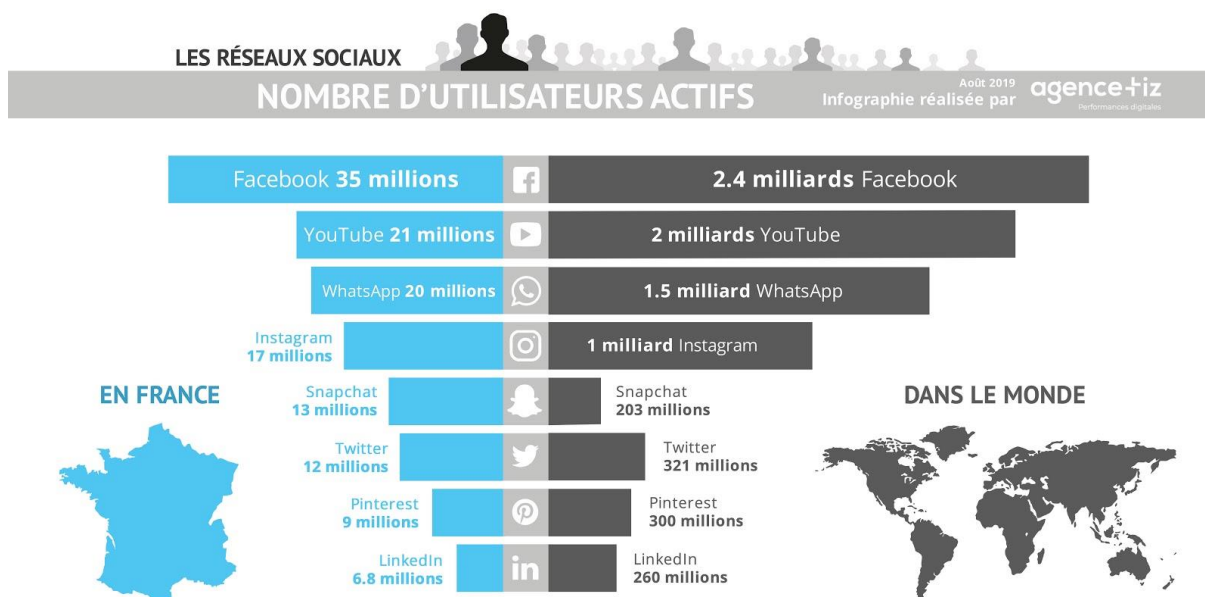 LES RÉSEAUX SOCIAUX
NOMBRE D'UTILISATEURS ACTIFS
Août 2019
Infographie réalisée par
agence tiz
Performances digitales
Facebook 35 millions
2.4 milliards Facebook
YouTube 21 millions
2 milliards YouTube
WhatsApp 20 millions
1.5 milliard WhatsApp
Instagram
17 millions
1 milliard Instagram
EN FRANCE
Snapchat
13 millions
Snapchat
203 millions
DANS LE MONDE
Twitter
12 millions
Twitter
321 millions
Pinterest
9 millions
Pinterest
300 millions
LinkedIn
6.8 millions
in
LinkedIn
260 millions